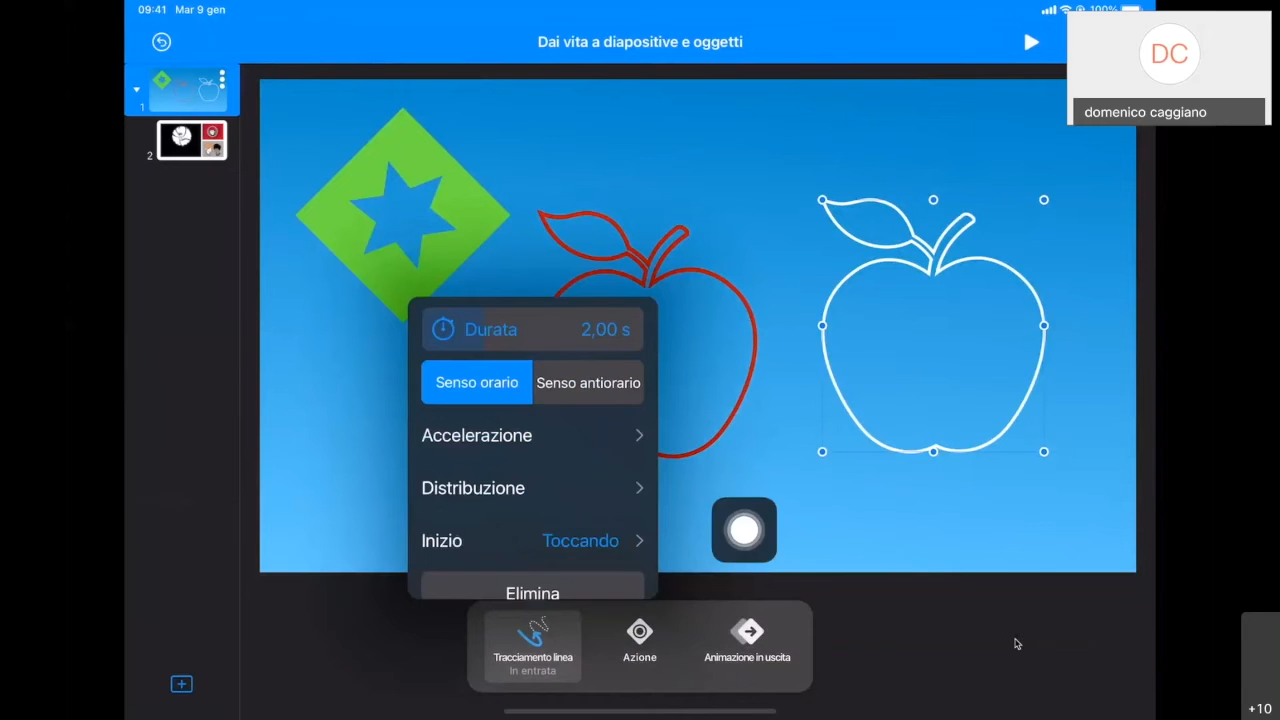 09:41 Mar 9 gen
100%
Dai vita a diapositive e oggetti
DC
domenico caggiano
1
2
Durata 2,00 s
Senso orario Senso antiorario
Accelerazione
Distribuzione
Inizio Toccando
Elimina
Tracciamento linea
in entrata
Azione
Animazione in uscita
+10